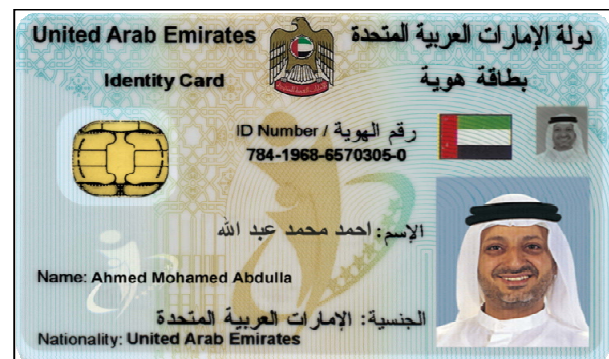 United Arab Emirates دولة الإمارات العربية المتحدة
Identity Card بطاقة هوية
ID Number / رقم الهوية
784-1968-6570305-0
الإسم: احمد محمد عبد الله
Name: Ahmed Mohamed Abdulla
الجنسية: الإمارات العربية المتحدة
Nationality: United Arab Emirates